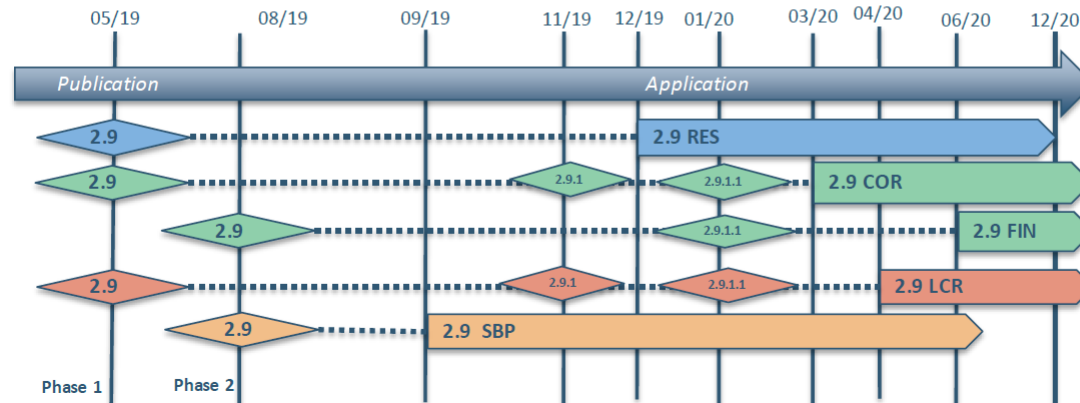 05/19 08/19 09/19 11/19 12/19 01/20 03/20 04/20 06/20 12/20
Publication Application
2.9 2.9 RES
2.9 2.9.1 2.9.1.1 2.9 COR
2.9 2.9.1.1 2.9 FIN
2.9 2.9.1 2.9.1.1 2.9 LCR
2.9 2.9 SBP
Phase 1 Phase 2